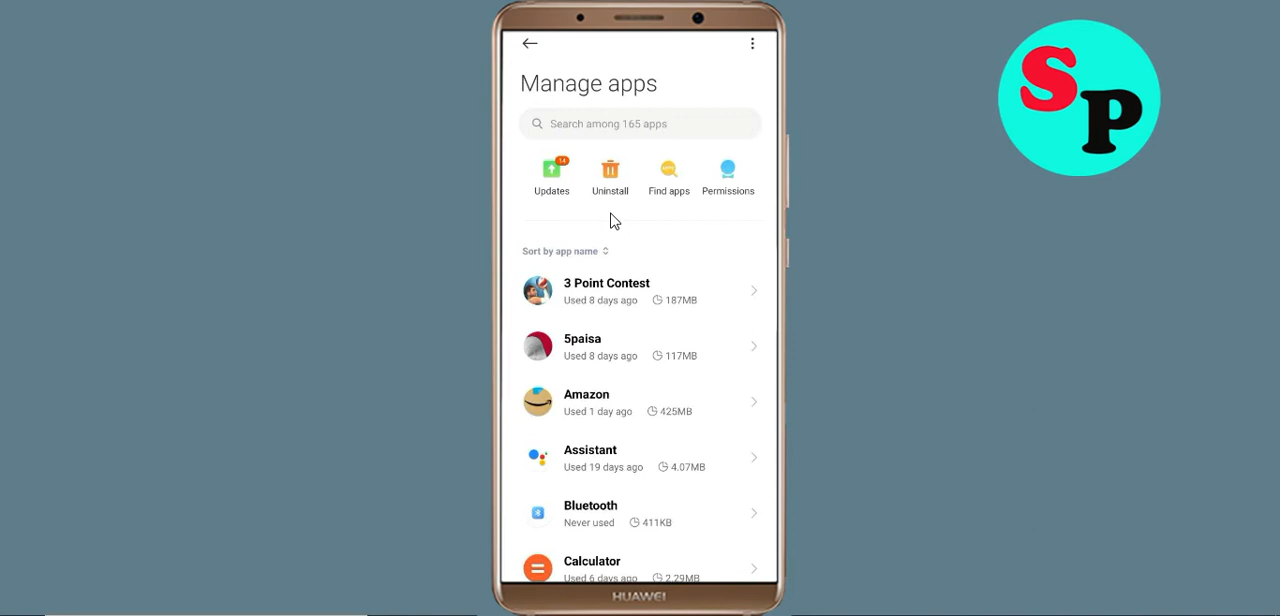 Manage apps
Search among 165 apps
14
Updates Uninstall Find apps Permissions
Sort by app name
3 Point Contest
Used 8 days ago 187MB
5paisa
Used 8 days ago 117MB
Amazon
Used 1 day ago 425MB
Assistant
Used 19 days ago 4.07MB
Bluetooth
Never used 411KB
Calculator
Used 6 days ago 2.29MB
HUAWEI
SP